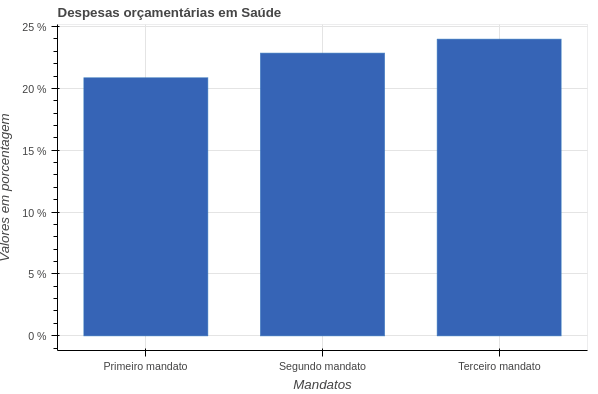 Despesas orçamentárias em Saúde
25 %
20 %
15 %
10 %
5 %
0 %
Valores em porcentagem
Primeiro mandato
Segundo mandato
Terceiro mandato
Mandatos